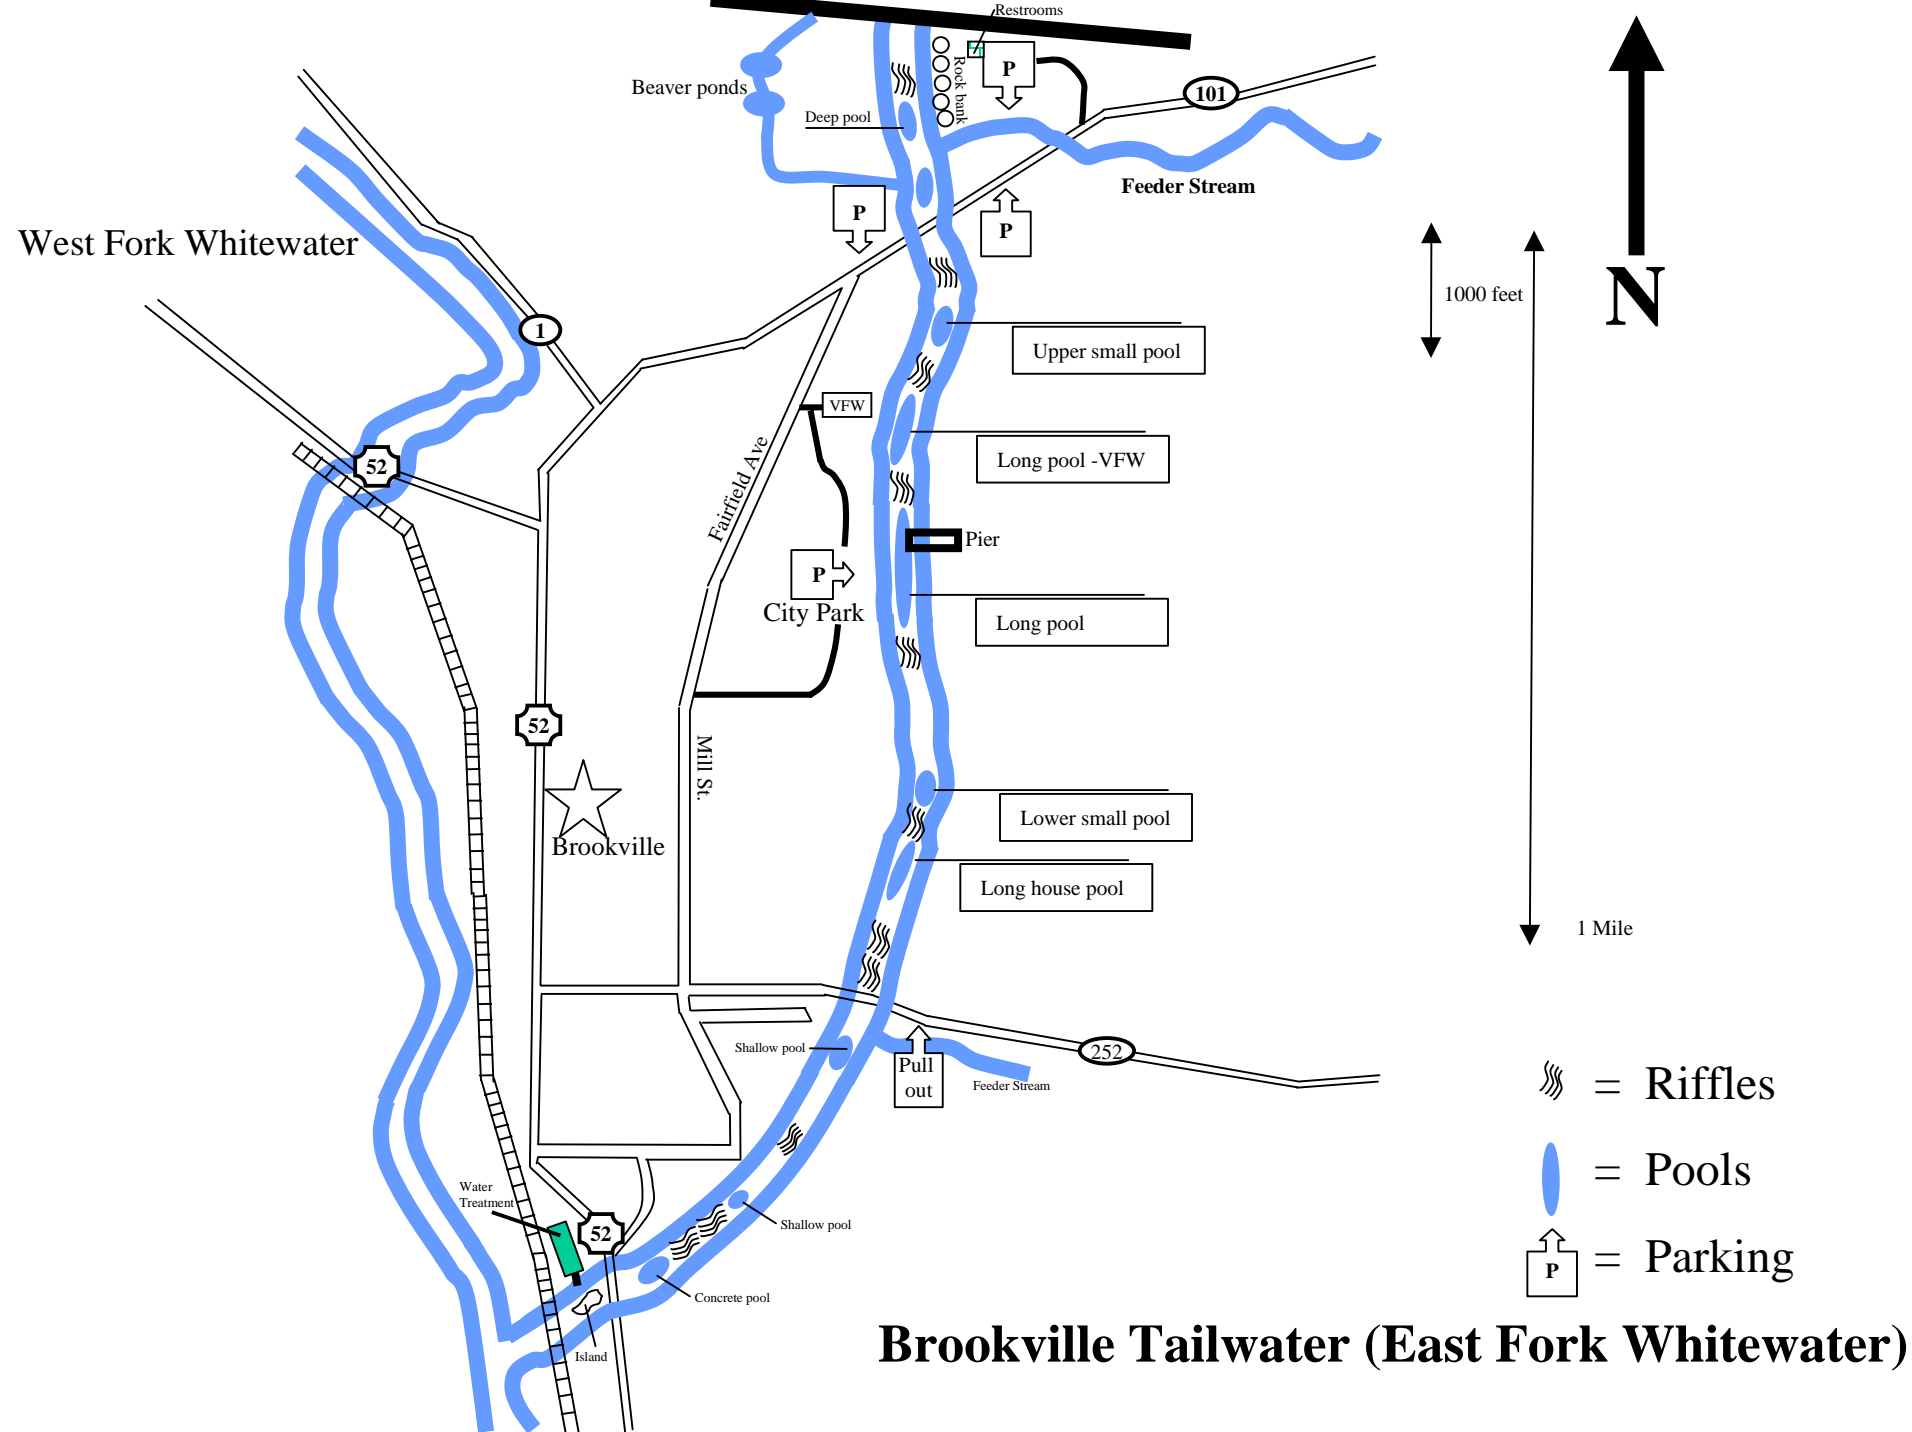 Restrooms
P
Rock bank
Beaver ponds
101
Deep pool
Feeder Stream
P
P
West Fork Whitewater
1000 feet
N
1
Upper small pool
VFW
Fairfield Ave
Long pool -VFW
52
Pier
P
City Park
Long pool
52
Mill St.
Lower small pool
Brookville
Long house pool
1 Mile
Shallow pool
252
Pull
out
Feeder Stream
= Riffles
= Pools
Water
Treatment
52
Shallow pool
P
= Parking
Concrete pool
Island
Brookville Tailwater (East Fork Whitewater)